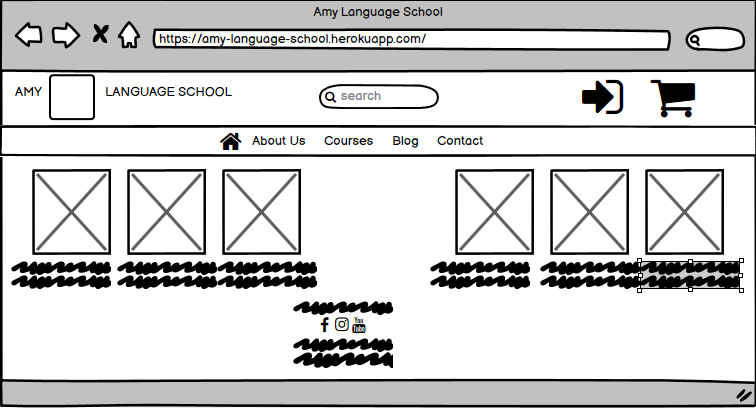 Amy Language School
https://amy-language-school.herokuapp.com/
AMY LANGUAGE SCHOOL
search
About Us Courses Blog Contact
You
Tube